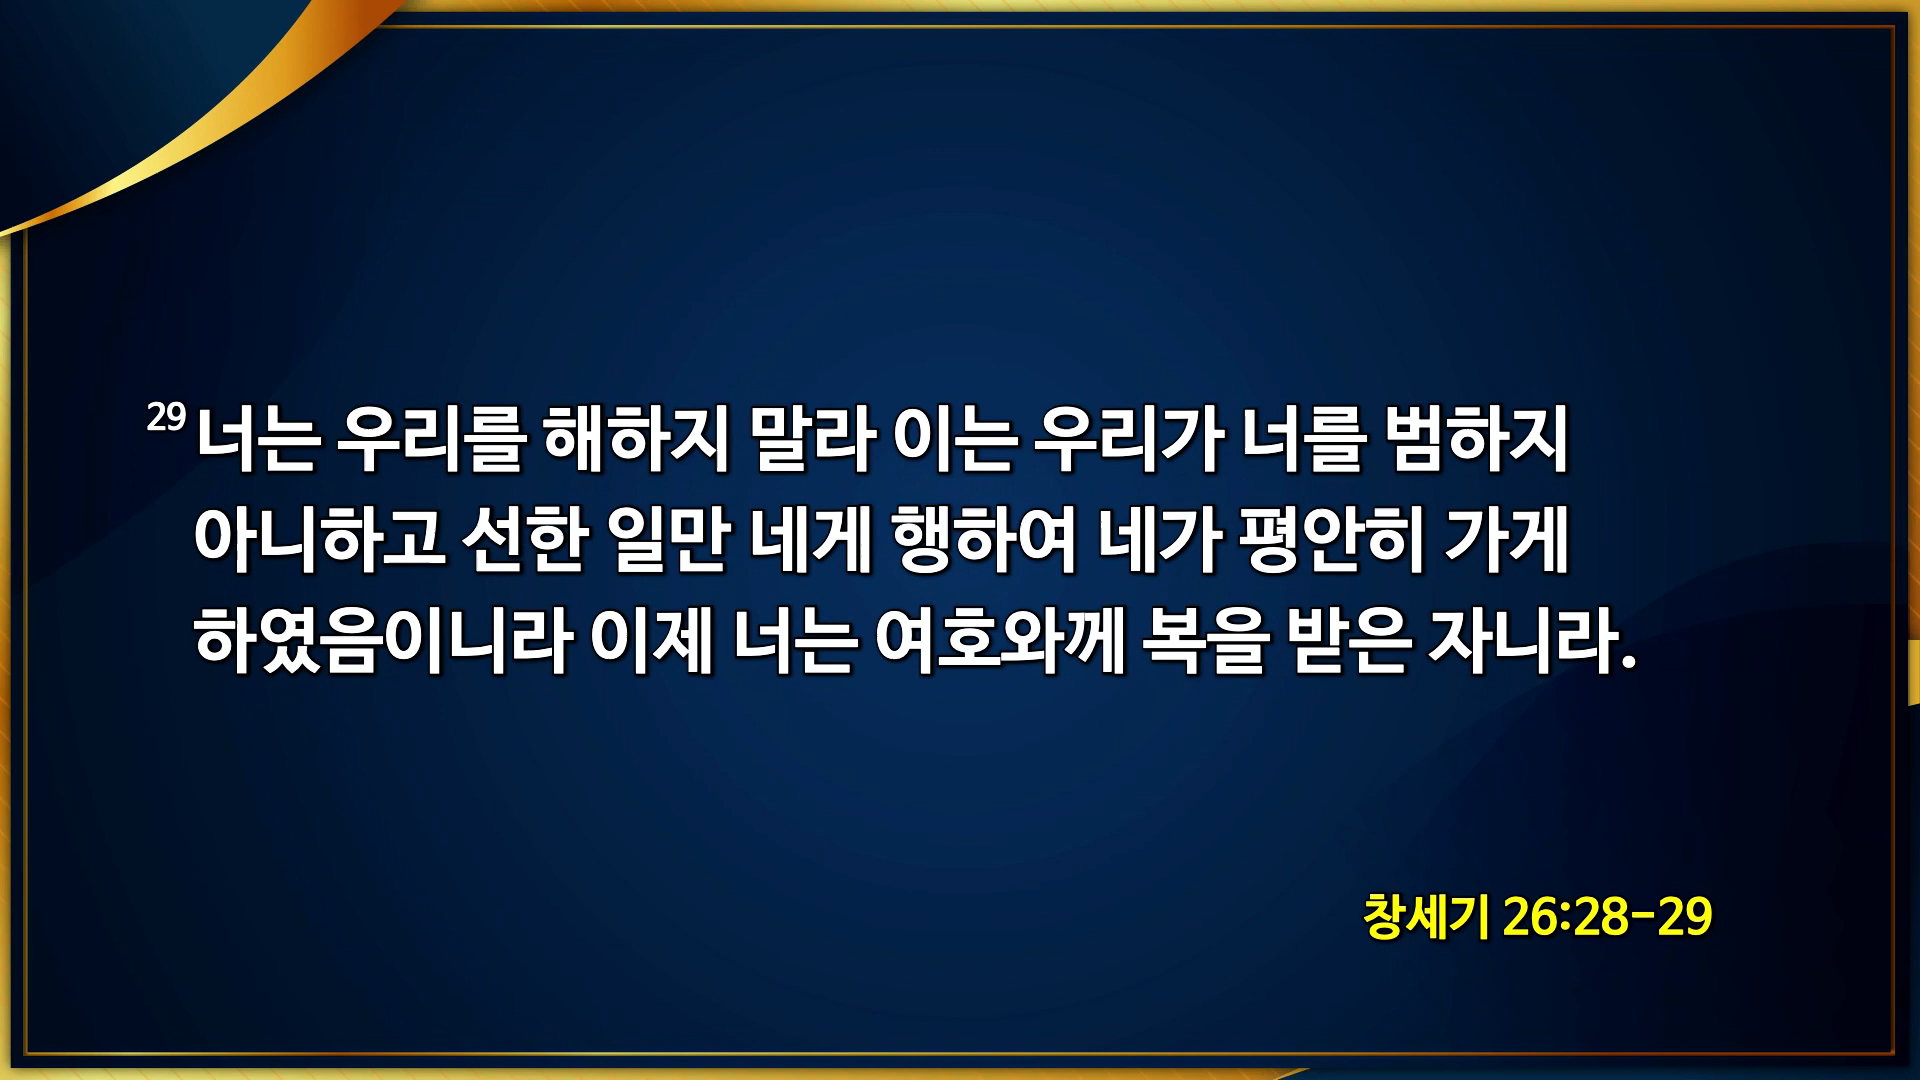 29 너는 우리를 해하지 말라 이는 우리가 너를 범하지
아니하고 선한 일만 네게 행하여 네가 평안히 가게
하였음이니라 이제 너는 여호와께 복을 받은 자니라.
창세기 26:28-29